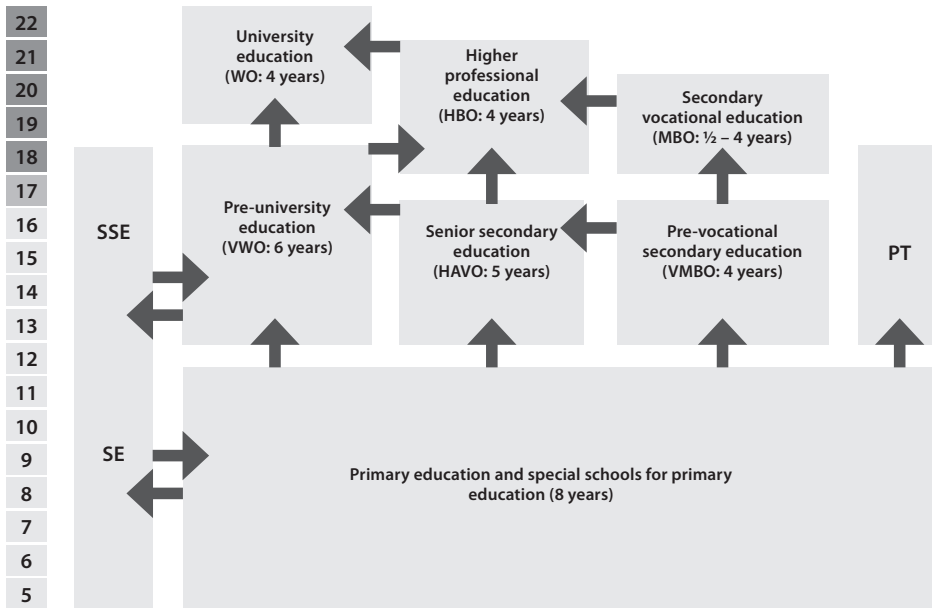 22
21
20
19
18
17
16
15
14
13
12
11
10
9
8
7
6
5
SSE
SE
University
education
(WO: 4 years)
Higher
professional
education
(HBO: 4 years)
Secondary
vocational education
(MBO: ½ – 4 years)
Pre-university
education
(VWO: 6 years)
Senior secondary
education
(HAVO: 5 years)
Pre-vocational
secondary education
(VMBO: 4 years)
PT
Primary education and special schools for primary
education (8 years)